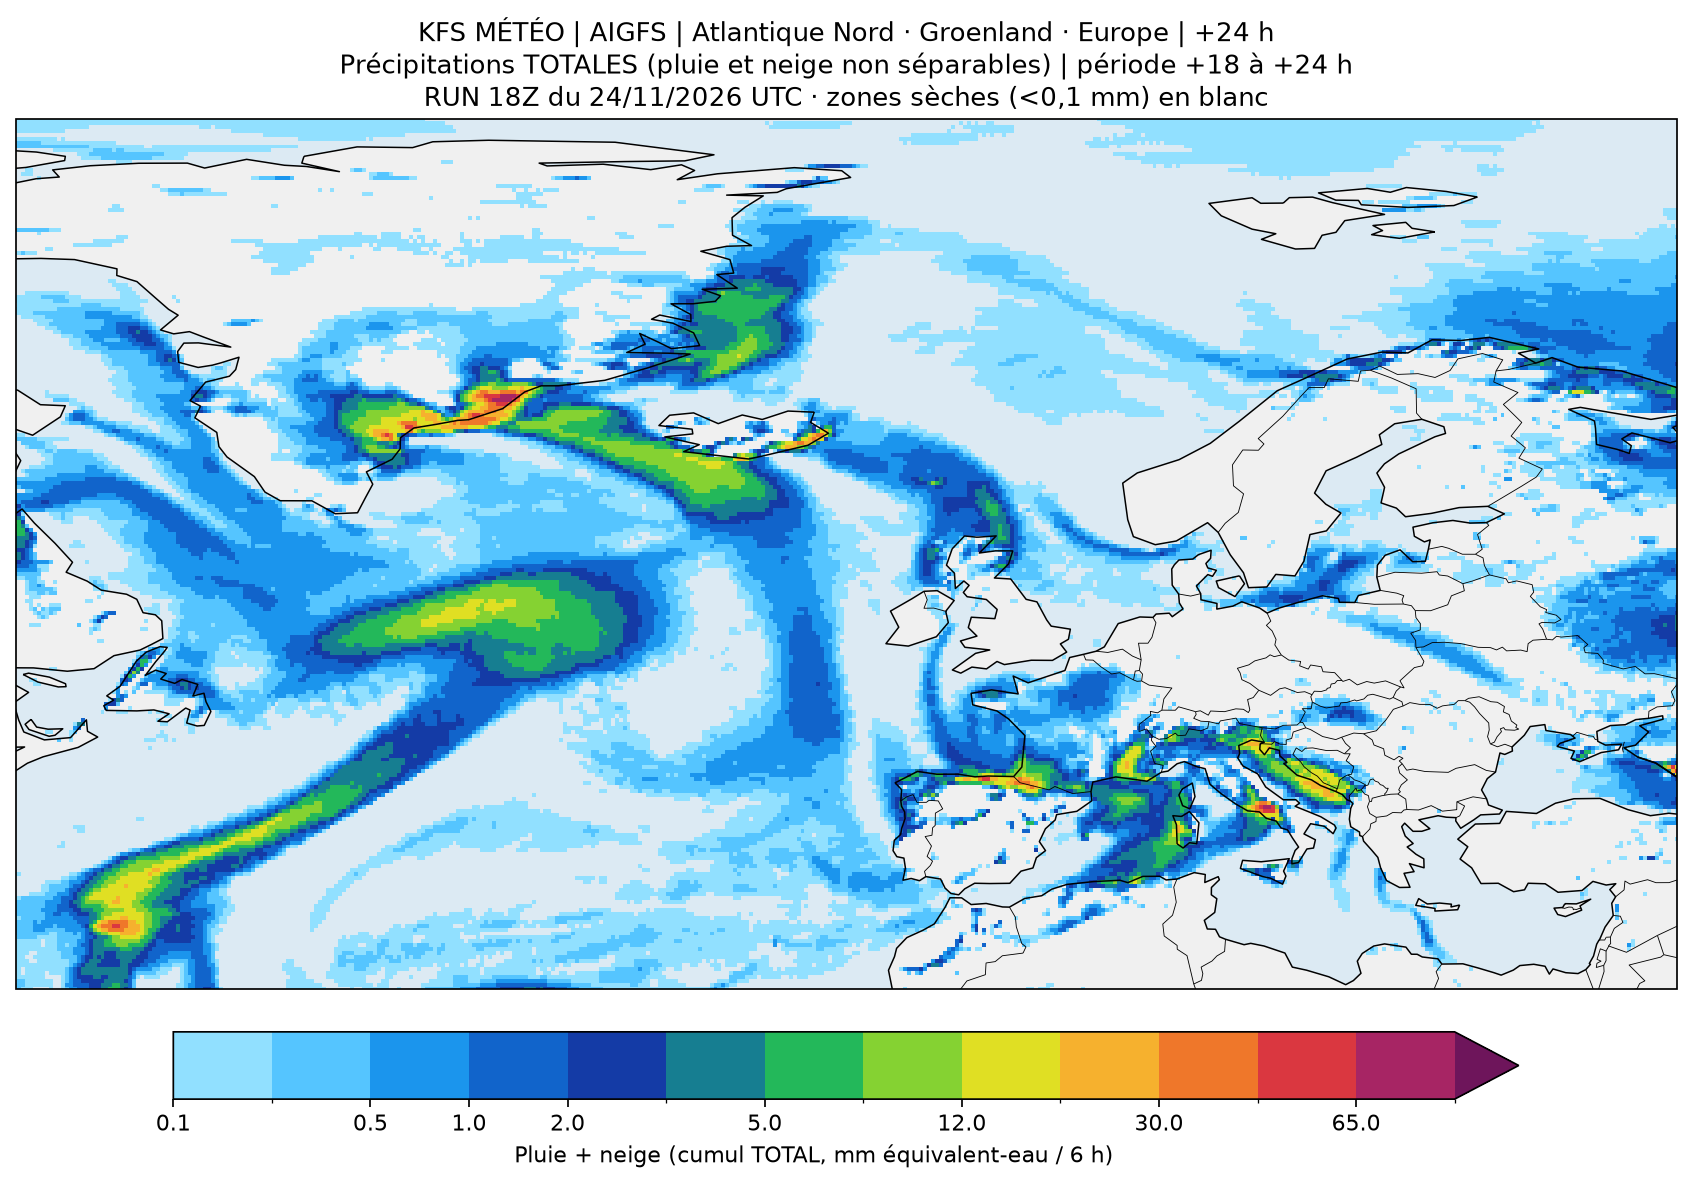 KFS MÉTÉO | AIGFS | Atlantique Nord · Groenland · Europe | +24 h
Précipitations TOTALES (pluie et neige non séparables) | période +18 à +24 h
RUN 18Z du 24/11/2026 UTC · zones sèches (<0,1 mm) en blanc
0.1 0.5 1.0 2.0 5.0 12.0 30.0 65.0
Pluie + neige (cumul TOTAL, mm équivalent-eau / 6 h)